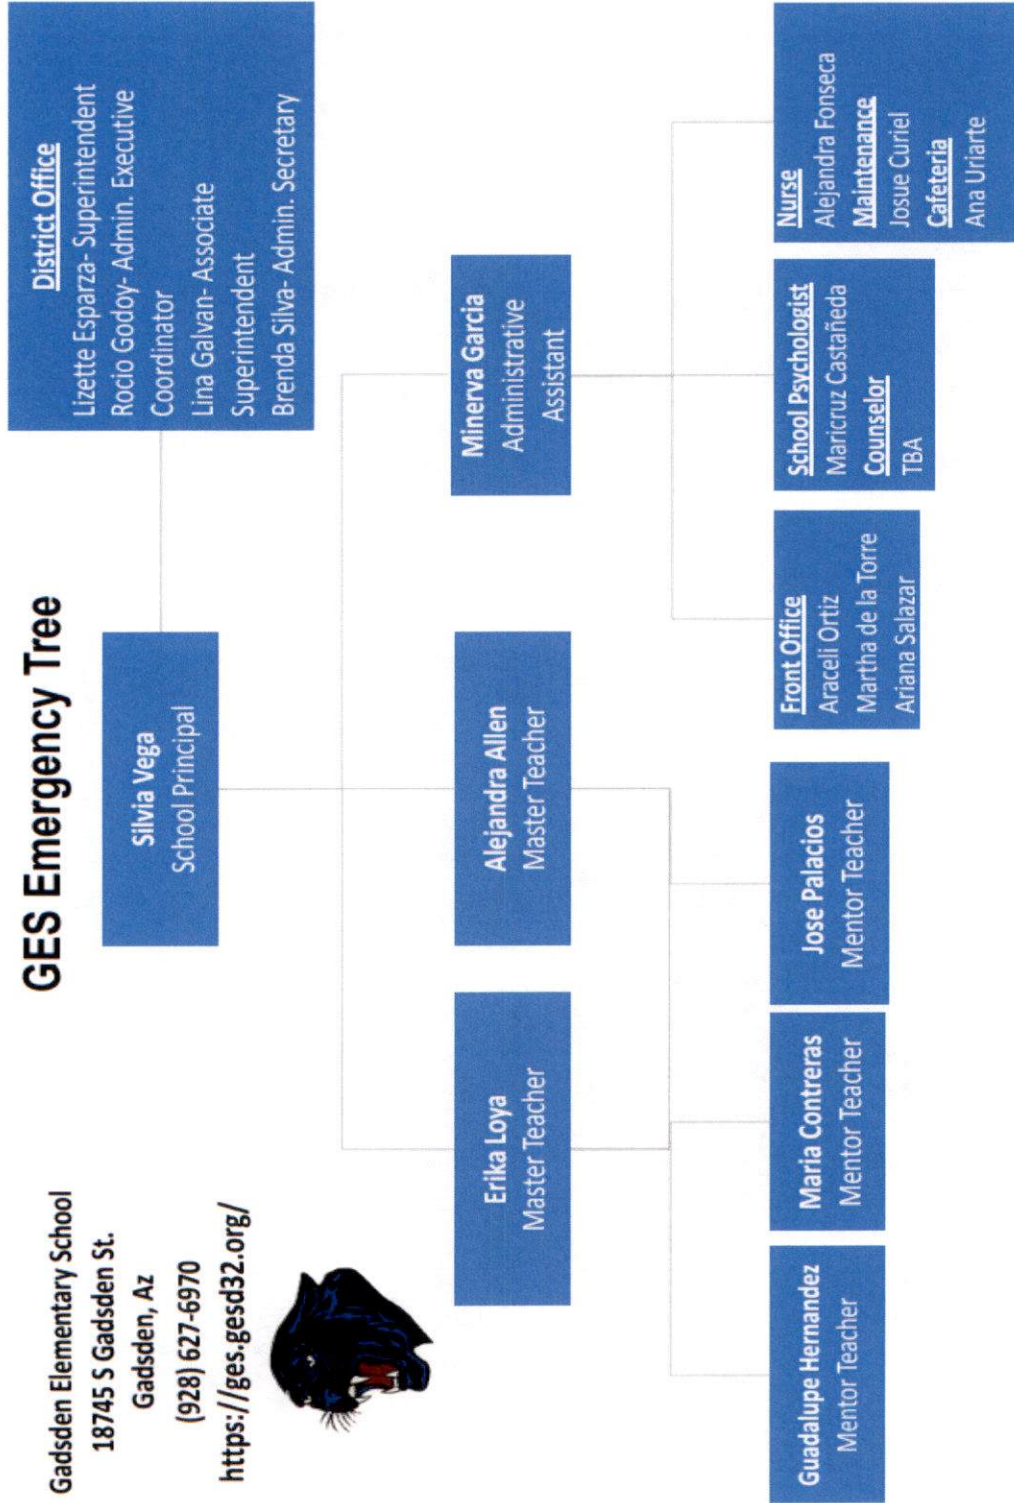 GES Emergency Tree
Gadsden Elementary School
18745 S Gadsden St.
Gadsden, Az
(928) 627-6970
https://ges.gesd32.org/
Silvia Vega
School Principal
District Office
Lizette Esparza- Superintendent
Rocio Godoy- Admin. Executive
Coordinator
Lina Galvan- Associate
Superintendent
Brenda Silva- Admin. Secretary
Erika Loya
Master Teacher
Alejandra Allen
Master Teacher
Minerva Garcia
Administrative
Assistant
Guadalupe Hernandez
Mentor Teacher
Maria Contreras
Mentor Teacher
Jose Palacios
Mentor Teacher
Front Office
Araceli Ortiz
Martha de la Torre
Ariana Salazar
School Psychologist
Maricruz Castañeda
Counselor
TBA
Nurse
Alejandra Fonseca
Maintenance
Josue Curiel
Cafeteria
Ana Uriarte